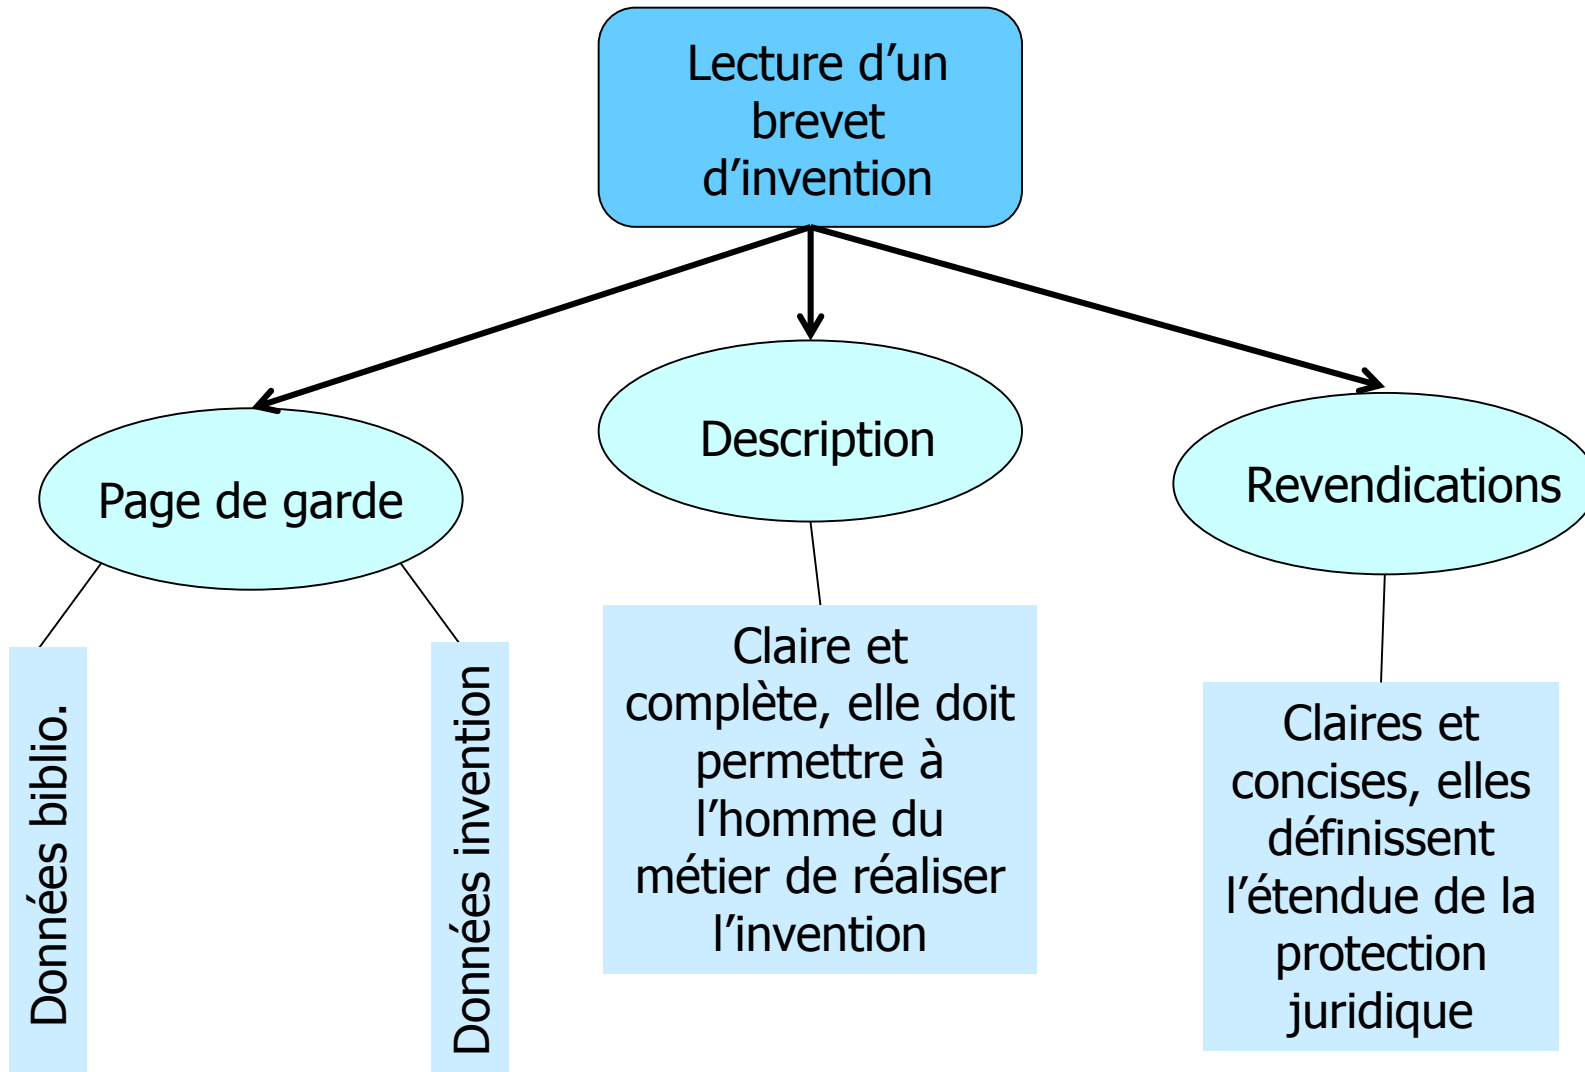 Lecture d’un
brevet
d’invention
Page de garde
Description
Revendications
Données biblio.
Données invention
Claire et
complète, elle doit
permettre à
l’homme du
métier de réaliser
l’invention
Claires et
concises, elles
définissent
l’étendue de la
protection
juridique